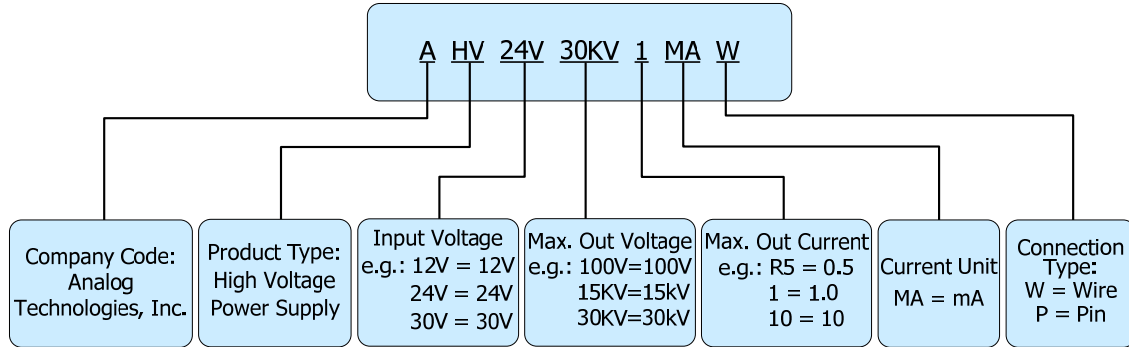 A HV 24V 30KV 1 MA W
Company Code:
Analog
Technologies, Inc.
Product Type:
High Voltage
Power Supply
Input Voltage
e.g.: 12V = 12V
24V = 24V
30V = 30V
Max. Out Voltage
e.g.: 100V=100V
15KV=15kV
30KV=30kV
Max. Out Current
e.g.: R5 = 0.5
1 = 1.0
10 = 10
Current Unit
MA = mA
Connection
Type:
W = Wire
P = Pin